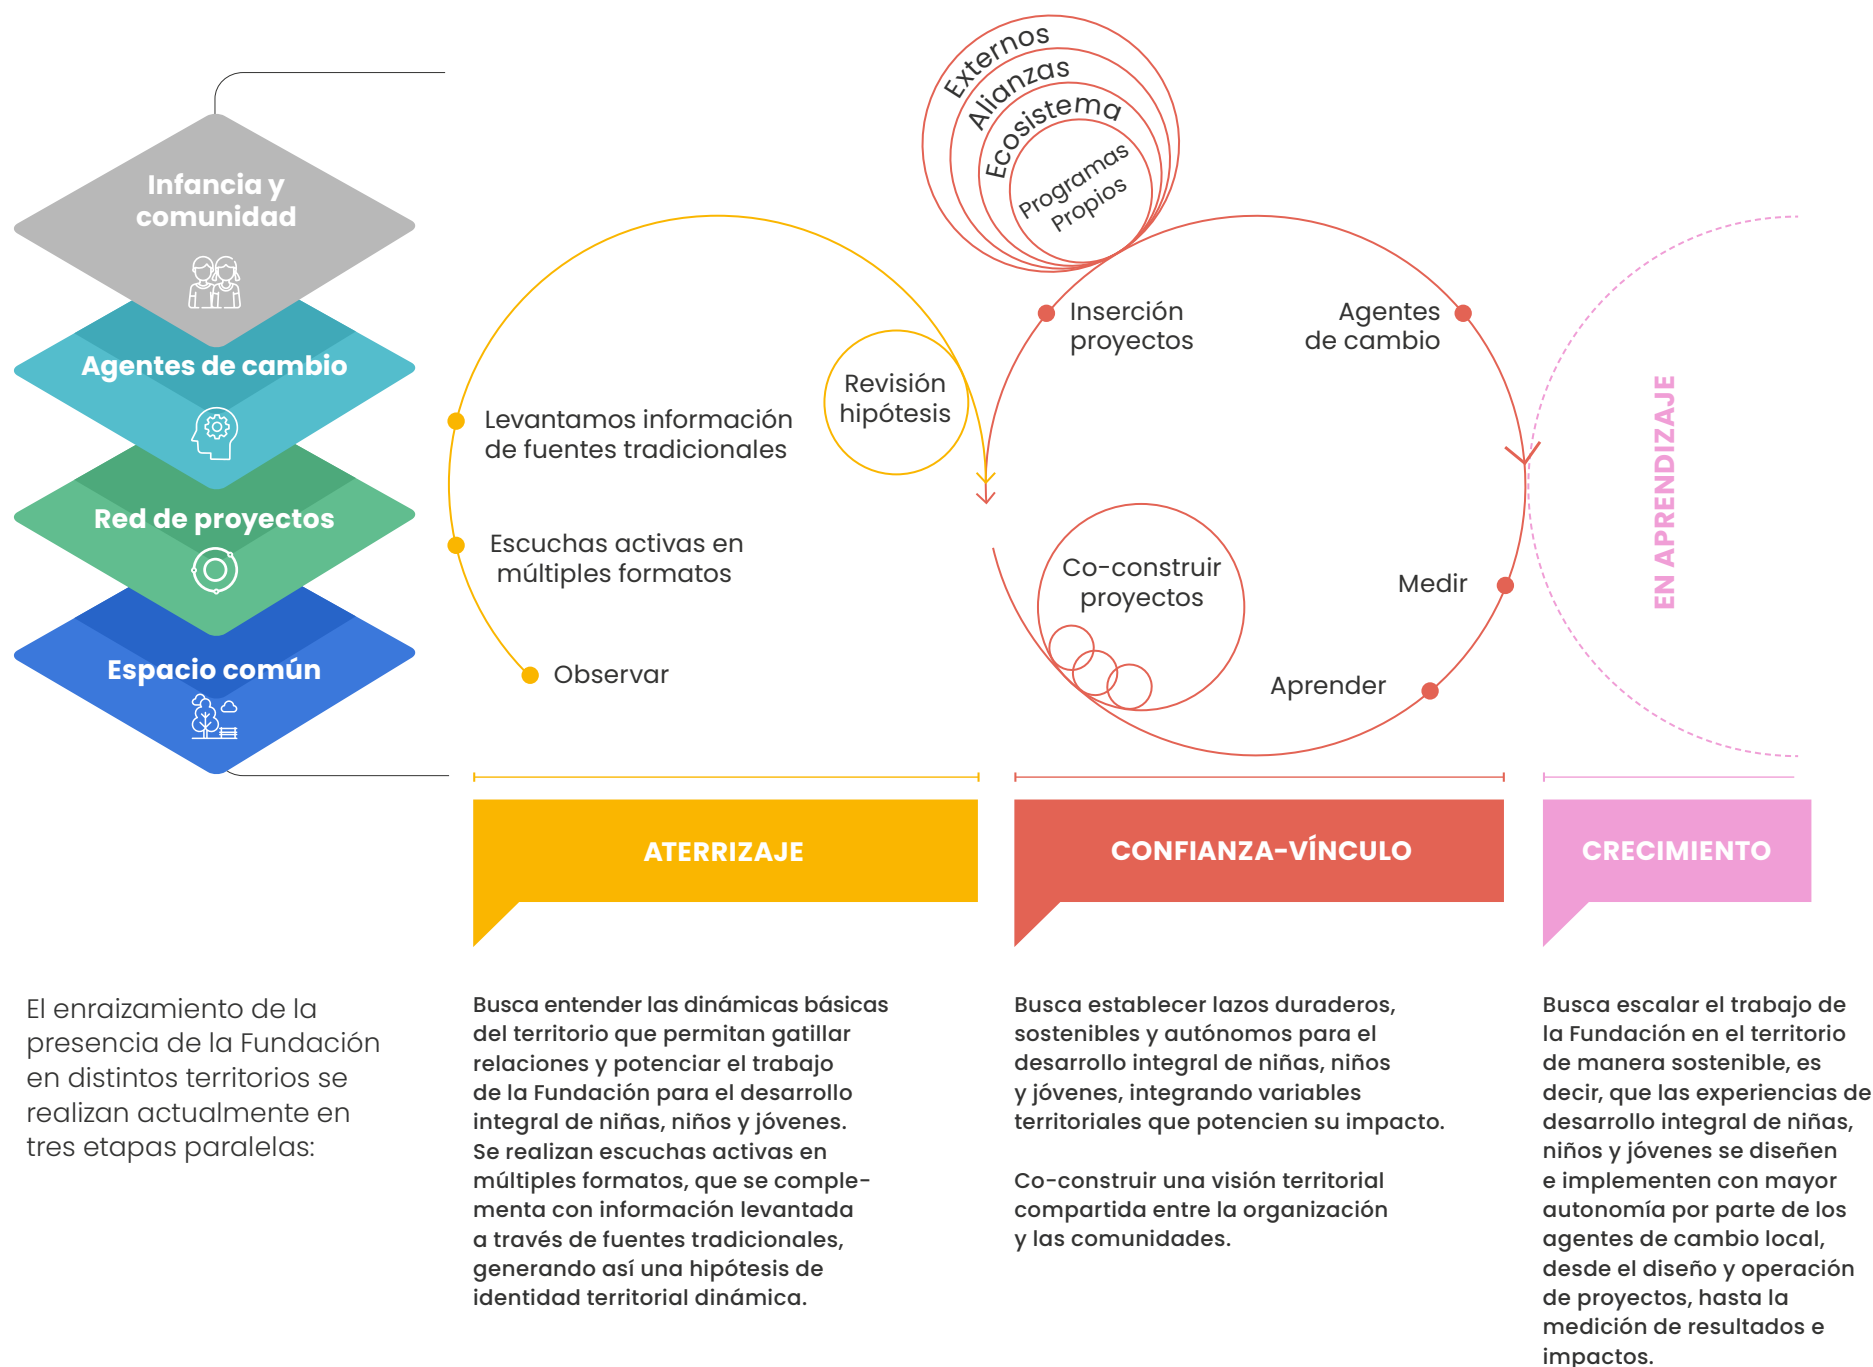 Infancia y
comunidad
Agentes de cambio
Red de proyectos
Espacio común
Levantamos información
de fuentes tradicionales
Escuchas activas en
múltiples formatos
Observar
Revisión
hipótesis
Externos
Alianzas
Ecosistema
Programas
Propios
Inserción
proyectos
Agentes
de cambio
Co-construir
proyectos
Medir
Aprender
EN APRENDIZAJE
ATERRIZAJE
CONFIANZA-VÍNCULO
CRECIMIENTO
El enraizamiento de la
presencia de la Fundación
en distintos territorios se
realizan actualmente en
tres etapas paralelas:
Busca entender las dinámicas básicas
del territorio que permitan gatillar
relaciones y potenciar el trabajo
de la Fundación para el desarrollo
integral de niñas, niños y jóvenes.
Se realizan escuchas activas en
múltiples formatos, que se comple-
menta con información levantada
a través de fuentes tradicionales,
generando así una hipótesis de
identidad territorial dinámica.
Busca establecer lazos duraderos,
sostenibles y autónomos para el
desarrollo integral de niñas, niños
y jóvenes, integrando variables
territoriales que potencien su impacto.
Co-construir una visión territorial
compartida entre la organización
y las comunidades.
Busca escalar el trabajo de
la Fundación en el territorio
de manera sostenible, es
decir, que las experiencias de
desarrollo integral de niñas,
niños y jóvenes se diseñen
e implementen con mayor
autonomía por parte de los
agentes de cambio local,
desde el diseño y operación
de proyectos, hasta la
medición de resultados e
impactos.